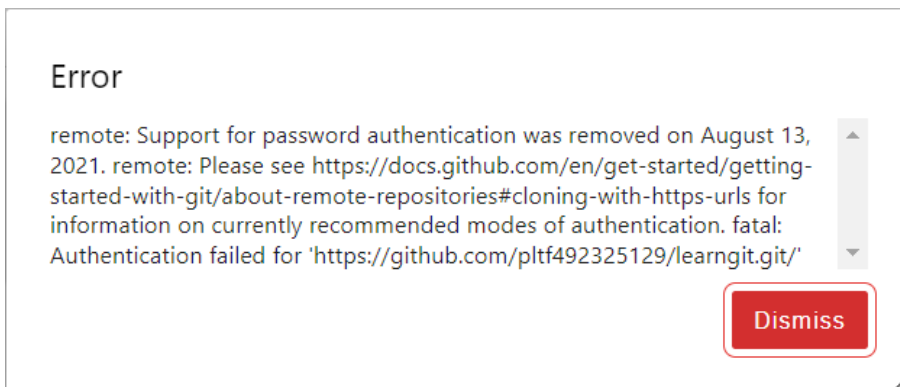 Error
remote: Support for password authentication was removed on August 13,
2021. remote: Please see https://docs.github.com/en/get-started/getting-
started-with-git/about-remote-repositories#cloning-with-https-urls for
information on currently recommended modes of authentication. fatal:
Authentication failed for 'https://github.com/pltf492325129/learngit.git/'
Dismiss